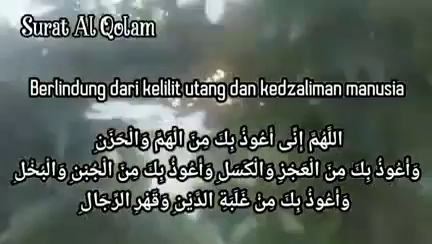 Surat Al Qolam
Berlindung dari kelilit utang dan kedzaliman manusia
اللَّهُمَّ إِنِّى أَعُوذُ بِكَ مِنَ الْهَمِّ وَالْحَزَنِ
وَأَعُوذُ بِكَ مِنَ الْعَجْزِ وَالْكَسَلِ وَأَعُوذُ بِكَ مِنَ الْجُبْنِ وَالْبُخْلِ
وَأَعُوذُ بِكَ مِنْ غَلَبَةِ الدَّيْنِ وَقَهْرِ الرِّجَالِ